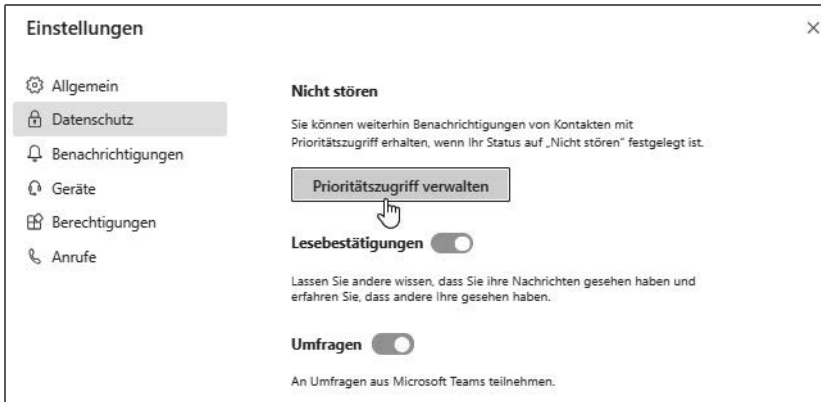 Einstellungen
Allgemein
Datenschutz
Benachrichtigungen
Geräte
Berechtigungen
Anrufe
Nicht stören
Sie können weiterhin Benachrichtigungen von Kontakten mit
Prioritätszugriff erhalten, wenn Ihr Status auf „Nicht stören“ festgelegt ist.
Prioritätszugriff verwalten
Lesebestätigungen
Lassen Sie andere wissen, dass Sie ihre Nachrichten gesehen haben und
erfahren Sie, dass andere Ihre gesehen haben.
Umfragen
An Umfragen aus Microsoft Teams teilnehmen.